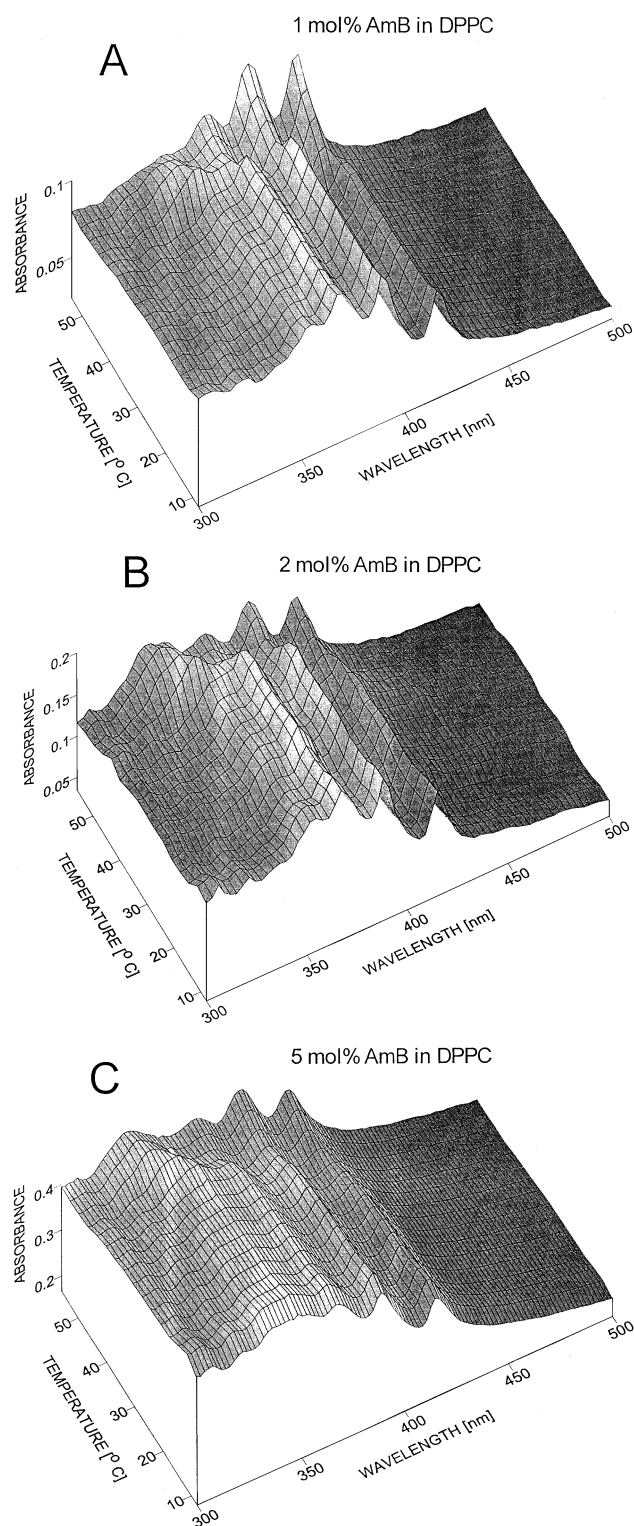 A
1 mol% AmB in DPPC
0.1
0.05
ABSORBANCE
50
40
30
20
10
TEMPERATURE [° C]
300
350
400
450
500
WAVELENGTH [nm]
B
2 mol% AmB in DPPC
0.2
0.15
0.1
0.05
ABSORBANCE
50
40
30
20
10
TEMPERATURE [° C]
300
350
400
450
500
WAVELENGTH [nm]
C
5 mol% AmB in DPPC
0.4
0.3
0.2
ABSORBANCE
50
40
30
20
10
TEMPERATURE [° C]
300
350
400
450
500
WAVELENGTH [nm]